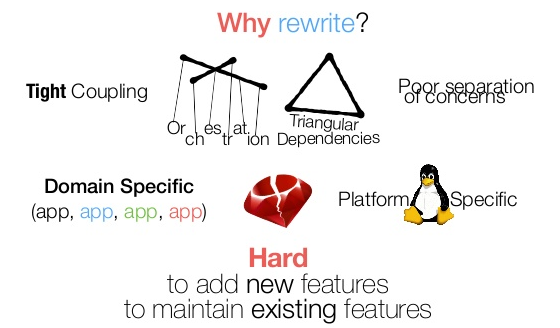 Why rewrite?
Tight Coupling
Or ch es tr at. ion
Triangular
Dependencies
Poor separation
of concerns
Domain Specific
(app, app, app, app)
Platform Specific
Hard
to add new features
to maintain existing features